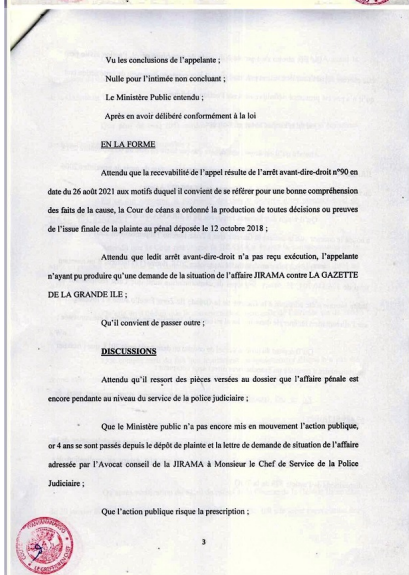 Vu les conclusions de l'appelante ;
Nulle pour l'intimée non concluant ;
Le Ministère Public entendu ;
Après en avoir délibéré conformément à la loi
EN LA FORME
Attendu que la recevabilité de l'appel résulte de l'arrêt avant-dire-droit n°90 en
date du 26 août 2021 aux motifs duquel il convient de se référer pour une bonne compréhension
des faits de la cause, la Cour de céans a ordonné la production de toutes décisions ou preuves
de l'issue finale de la plainte au pénal déposée le 12 octobre 2018 ;
Attendu que ledit arrêt avant-dire-droit n'a pas reçu exécution, l'appelante
n'ayant pu produire qu'une demande de la situation de l'affaire JIRAMA contre LA GAZETTE
DE LA GRANDE ILE ;
Qu'il convient de passer outre ;
DISCUSSIONS
Attendu qu'il ressort des pièces versées au dossier que l'affaire pénale est
encore pendante au niveau du service de la police judiciaire ;
Que le Ministère public n'a pas encore mis en mouvement l'action publique,
or 4 ans se sont passés depuis le dépôt de plainte et la lettre de demande de situation de l'affaire
adressée par l'Avocat conseil de la JIRAMA à Monsieur le Chef de Service de la Police
Judiciaire ;
Que l'action publique risque la prescription ;
3